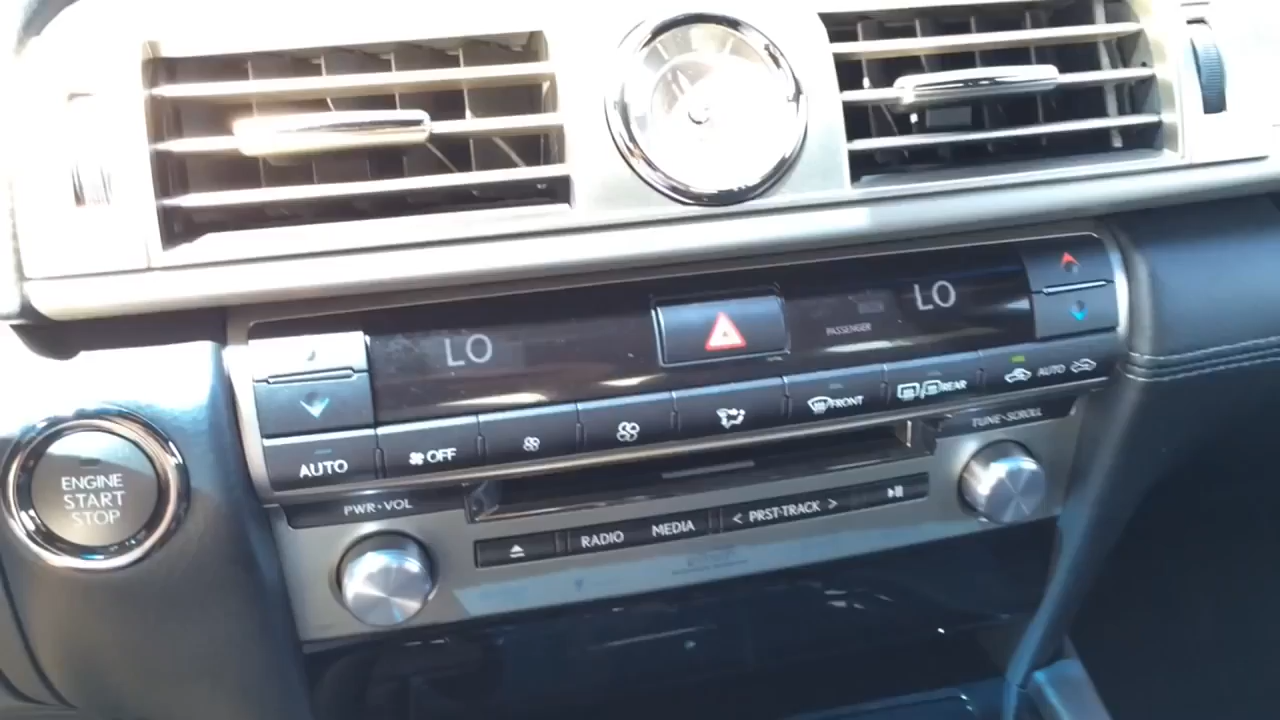 LO
PASSENGER
LO
AUTO
OFF
FRONT
REAR
AUTO
ENGINE
START
STOP
PWR•VOL
RADIO
MEDIA
< PRST•TRACK >
TUNE•SCROLL